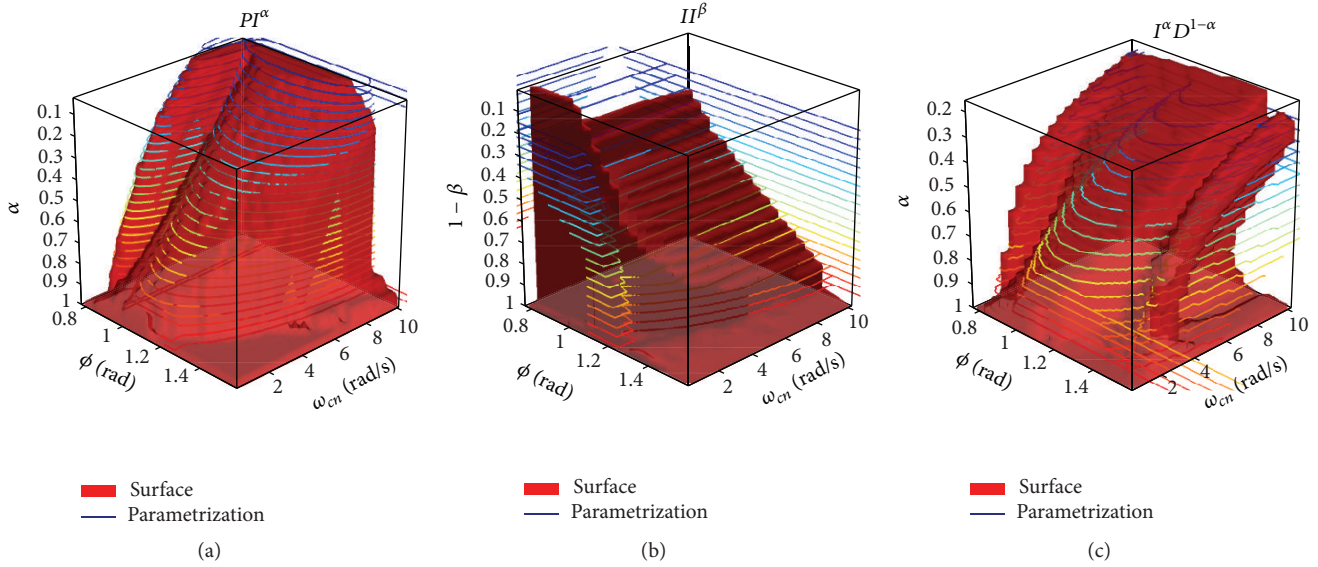 PI^α
0.1
0.2
0.3
0.4
0.5
0.6
0.7
0.8
0.9
1
α
0.8
1
1.2
1.4
ϕ (rad)
2
4
6
8
10
ω_cn (rad/s)
Surface
Parametrization
(a)
II^β
0.1
0.2
0.3
0.4
0.5
0.6
0.7
0.8
0.9
1
1 − β
0.8
1
1.2
1.4
ϕ (rad)
2
4
6
8
10
ω_cn (rad/s)
Surface
Parametrization
(b)
I^α D^{1−α}
0.2
0.3
0.4
0.5
0.6
0.7
0.8
0.9
1
α
0.8
1
1.2
1.4
ϕ (rad)
2
4
6
8
10
ω_cn (rad/s)
Surface
Parametrization
(c)